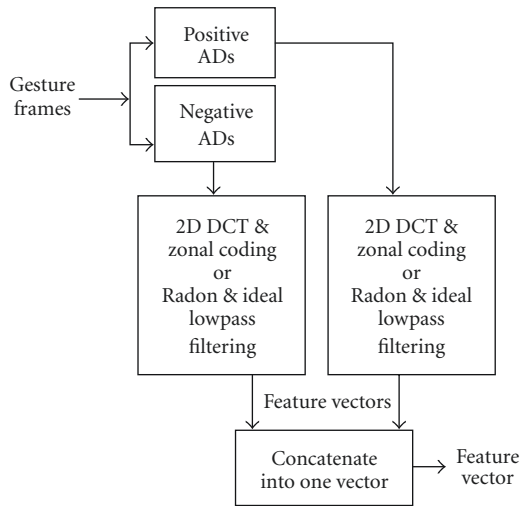 Positive
ADs
Gesture
frames
Negative
ADs
2D DCT &
zonal coding
or
Radon & ideal
lowpass
filtering
2D DCT &
zonal coding
or
Radon & ideal
lowpass
filtering
Feature vectors
Concatenate
into one vector
Feature
vector